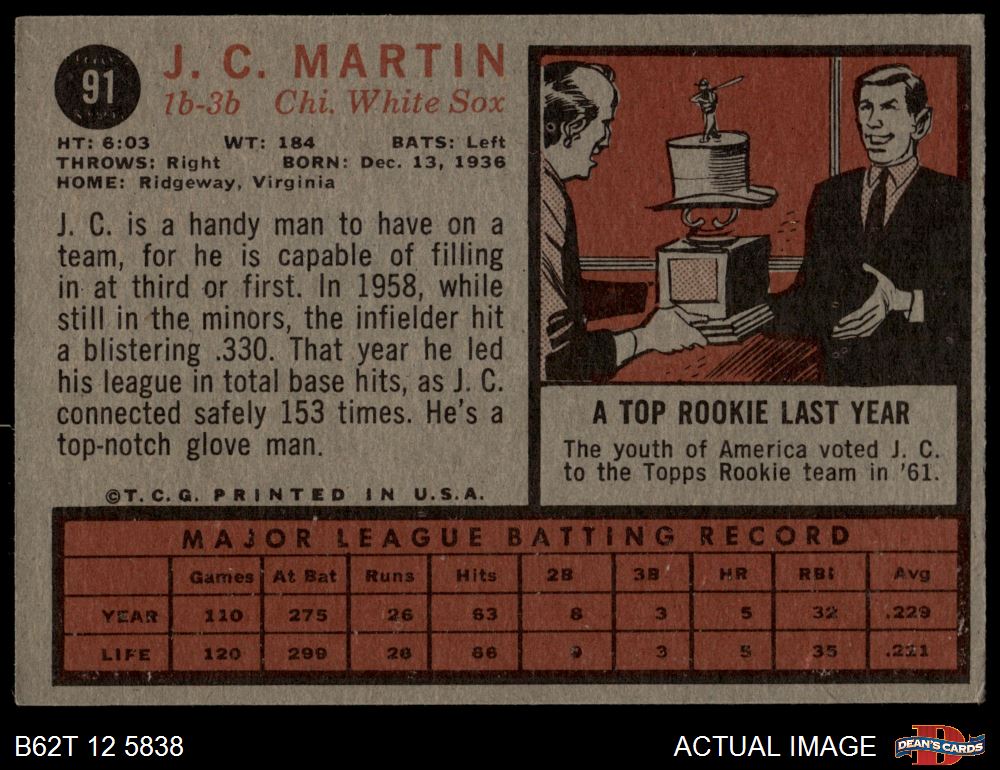 91
J. C. MARTIN
1b-3b Chi. White Sox
HT: 6:03 WT: 184 BATS: Left
THROWS: Right BORN: Dec. 13, 1936
HOME: Ridgeway, Virginia
J. C. is a handy man to have on a
team, for he is capable of filling
in at third or first. In 1958, while
still in the minors, the infielder hit
a blistering .330. That year he led
his league in total base hits, as J. C.
connected safely 153 times. He's a
top-notch glove man.
©T. C. G. PRINTED IN U.S.A.
A TOP ROOKIE LAST YEAR
The youth of America voted J. C.
to the Topps Rookie team in '61.
MAJOR LEAGUE BATTING RECORD
Games At Bat Runs Hits 2B 3B HR RBI Avg
YEAR 110 275 26 63 8 3 5 32 .229
LIFE 120 299 28 66 9 3 5 35 .221
B62T 12 5838
ACTUAL IMAGE
DEAN'S CARDS